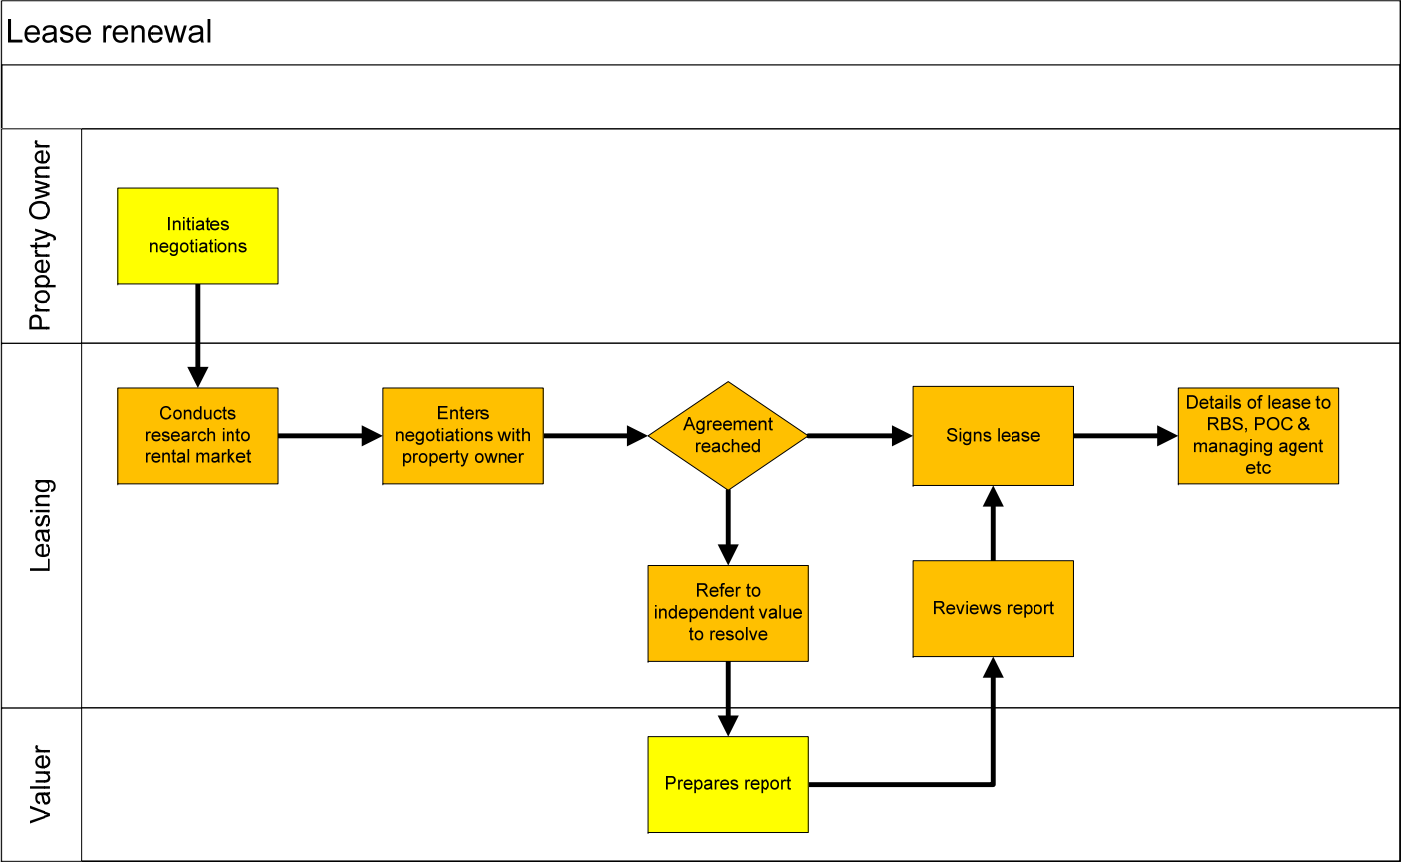 Lease renewal
Property Owner
Initiates
negotiations
Leasing
Conducts
research into
rental market
Enters
negotiations with
property owner
Agreement
reached
Signs lease
Details of lease to
RBS, POC &
managing agent
etc
Refer to
independent value
to resolve
Reviews report
Valuer
Prepares report